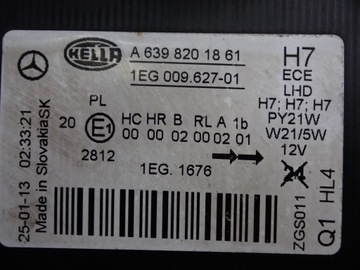 HELLA
A 639 820 1861
1EG 009.627-01
H7
ECE
LHD
H7; H7; H7
PY21W
W21/5W
12V
PL
20
E1
2812
HC HR B RL A 1b
00 00 02 00 02 01
1EG. 1676
25-01-13 02:33:21
Made in SlovakiaSK
24
ZGS011
Q1 HL4